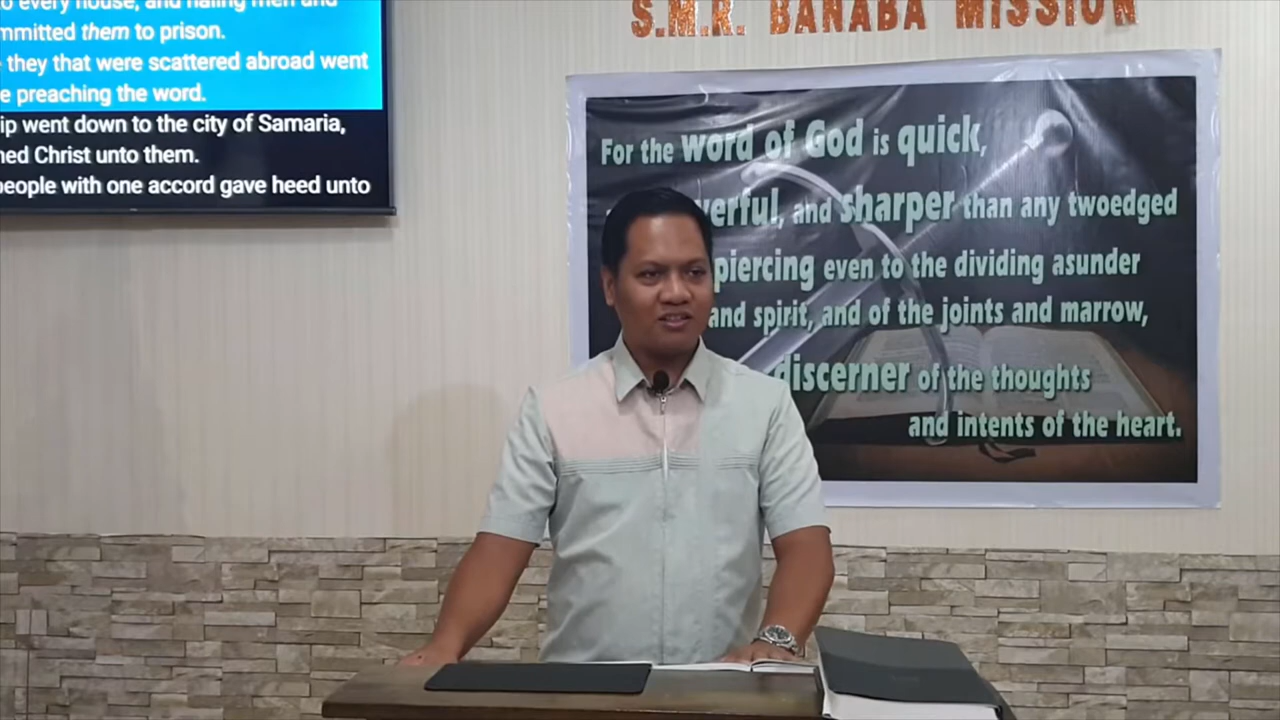 to every house, and haling men and
mmitted them to prison.
they that were scattered abroad went
e preaching the word.
ip went down to the city of Samaria,
hed Christ unto them.
people with one accord gave heed unto
S.M.R. BANABA MISSION
For the word of God is quick,
verful, and sharper than any twoedged
piercing even to the dividing asunder
and spirit, and of the joints and marrow,
discerner of the thoughts
and intents of the heart.